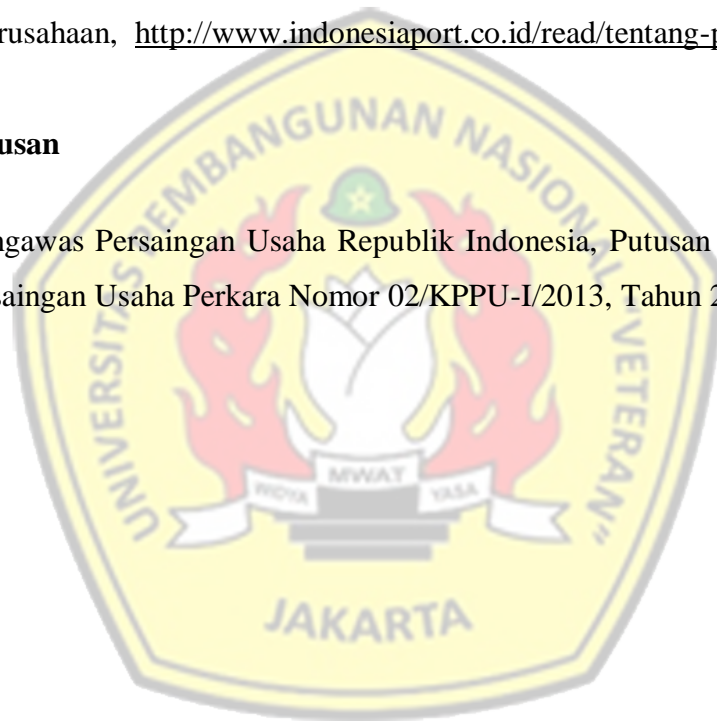 rusahaan, http://www.indonesiaport.co.id/read/tentang-p
usan
ngawas Persaingan Usaha Republik Indonesia, Putusan
saingan Usaha Perkara Nomor 02/KPPU-I/2013, Tahun 2
UNIVERSITAS PEMBANGUNAN NASIONAL "VETERAN"
WIDYA MWAT YASA
JAKARTA